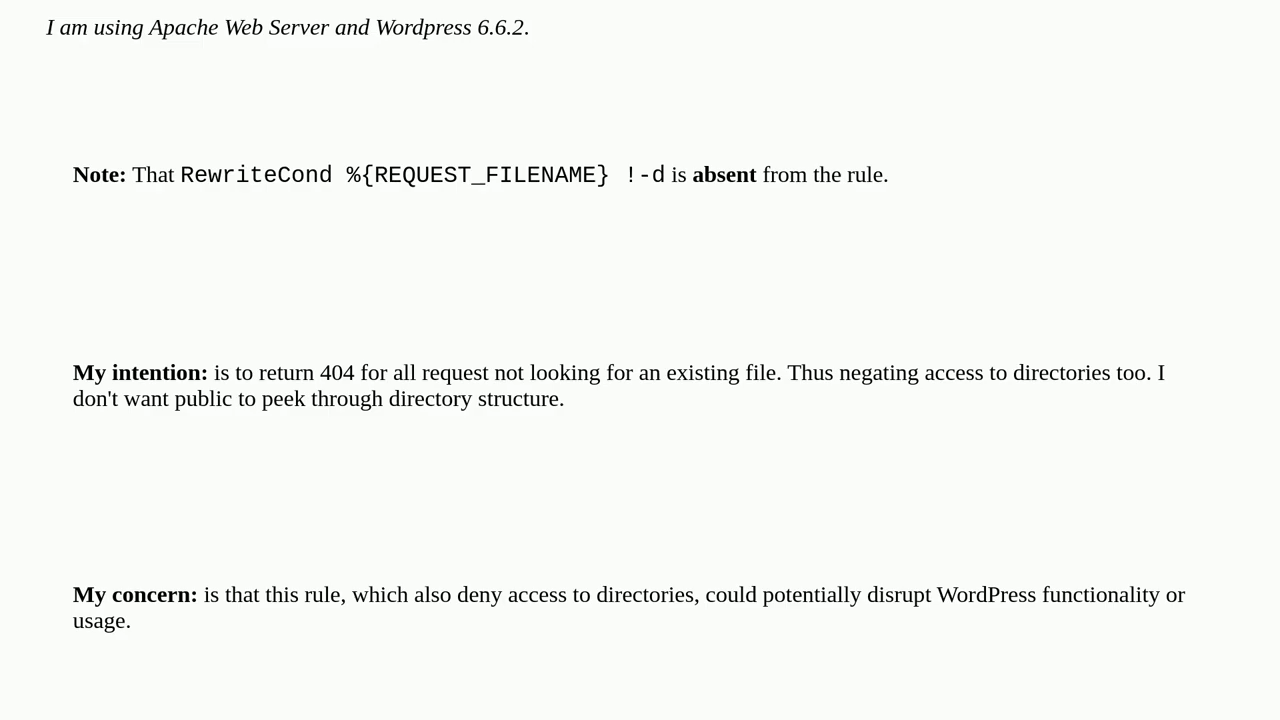 I am using Apache Web Server and Wordpress 6.6.2.
Note: That RewriteCond %{REQUEST_FILENAME} !-d is absent from the rule.
My intention: is to return 404 for all request not looking for an existing file. Thus negating access to directories too. I
don't want public to peek through directory structure.
My concern: is that this rule, which also deny access to directories, could potentially disrupt WordPress functionality or
usage.